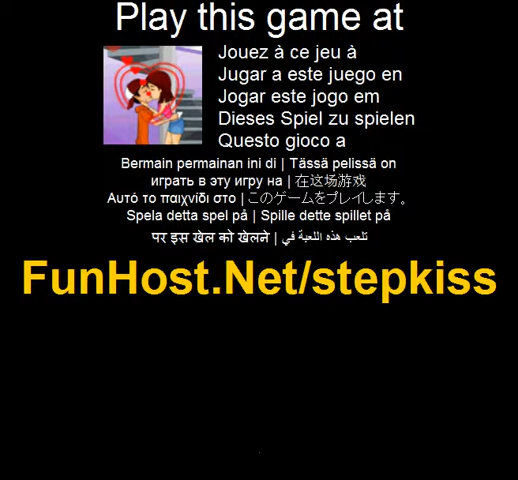 Play this game at
Jouez à ce jeu à
Jugar a este juego en
Jogar este jogo em
Dieses Spiel zu spielen
Questo gioco a
Bermain permainan ini di | Tässä pelissä on
играть в эту игру на | 在这场游戏
Αυτό το παιχνίδι στο | このゲームをプレイします。
Spela detta spel på | Spille dette spillet på
पर इस खेल को खेलने | تلعب هذه اللعبة في
FunHost.Net/stepkiss